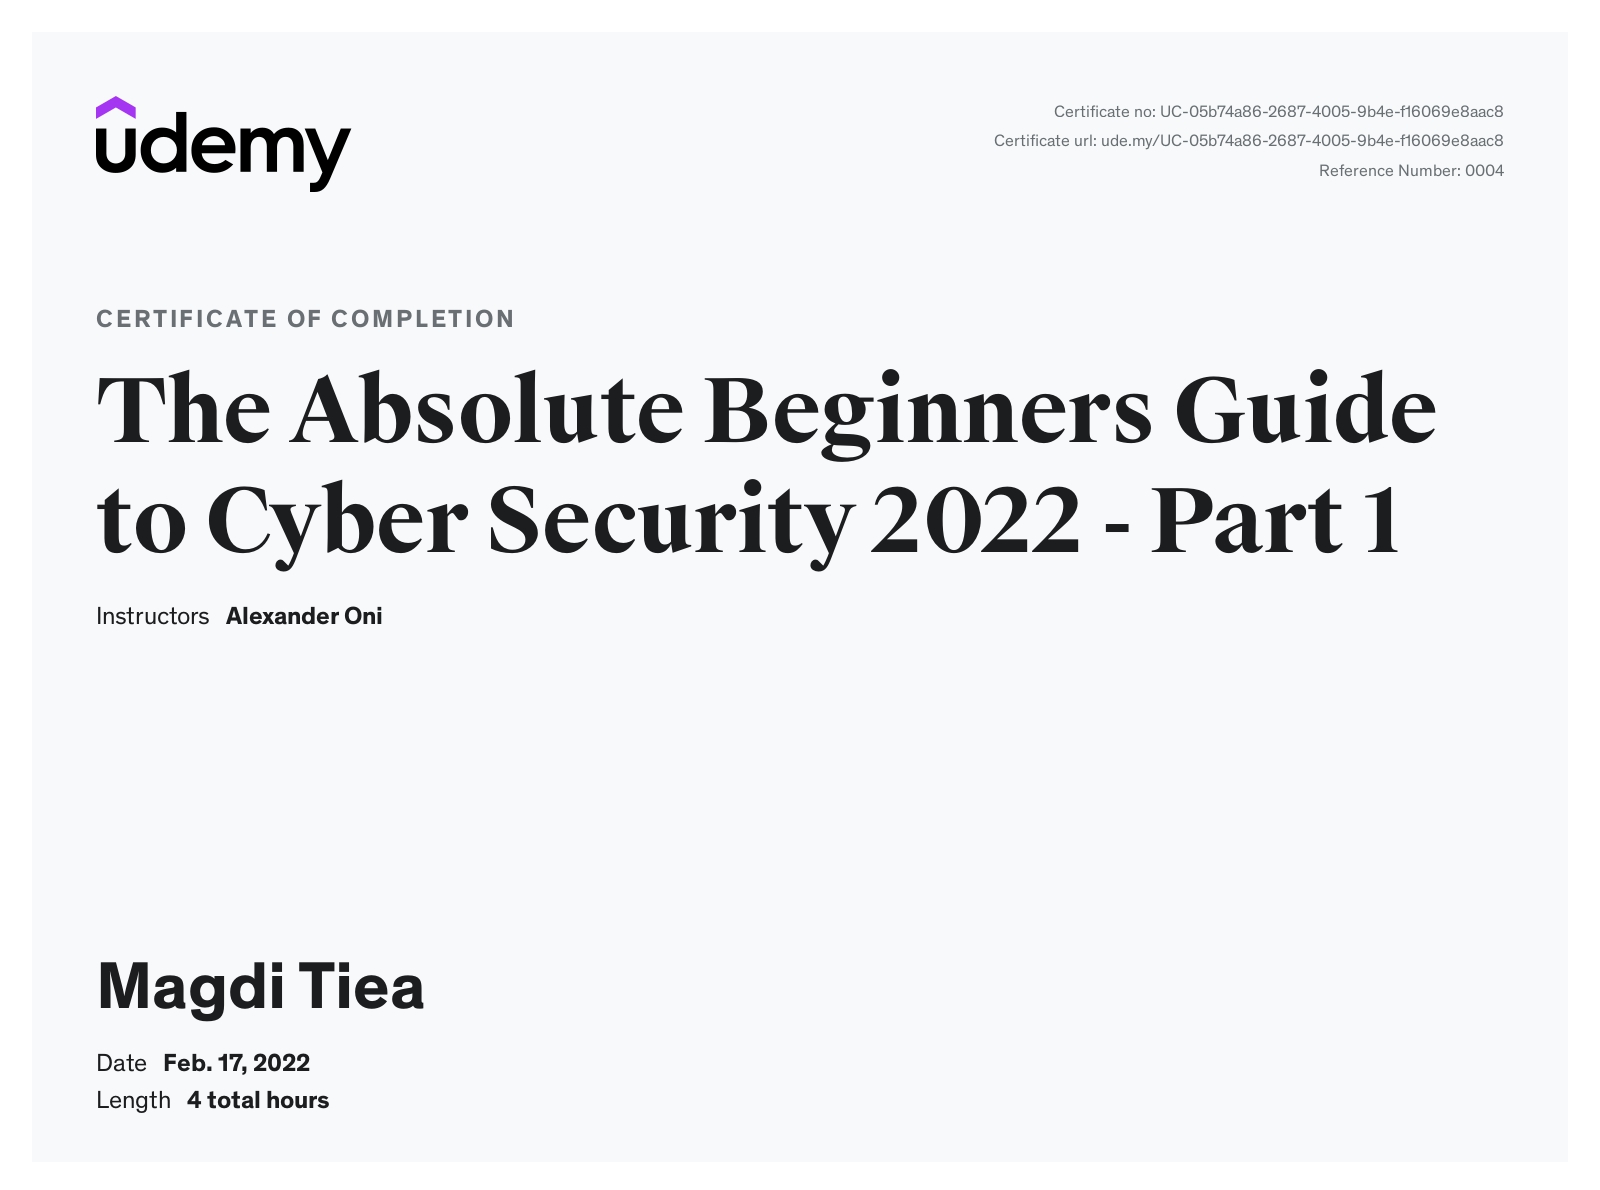 udemy
Certificate no: UC-05b74a86-2687-4005-9b4e-f16069e8aac8
Certificate url: ude.my/UC-05b74a86-2687-4005-9b4e-f16069e8aac8
Reference Number: 0004
CERTIFICATE OF COMPLETION
The Absolute Beginners Guide
to Cyber Security 2022 - Part 1
Instructors Alexander Oni
Magdi Tiea
Date Feb. 17, 2022
Length 4 total hours